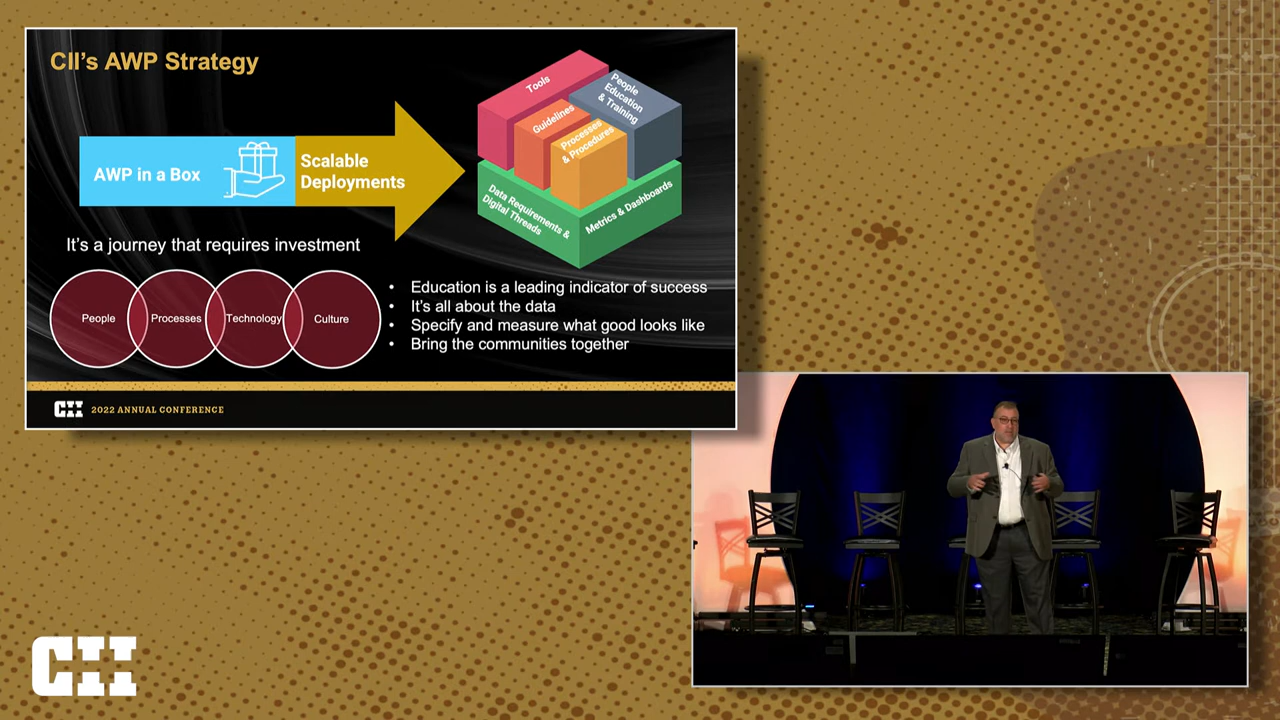 CII's AWP Strategy
AWP in a Box
Scalable
Deployments
Tools
People
Education
& Training
Guidelines
Processes
& Procedures
Data Requirements &
Digital Threads
Metrics & Dashboards
It's a journey that requires investment
People
Processes
Technology
Culture
• Education is a leading indicator of success
• It's all about the data
• Specify and measure what good looks like
• Bring the communities together
CII 2022 ANNUAL CONFERENCE
CII